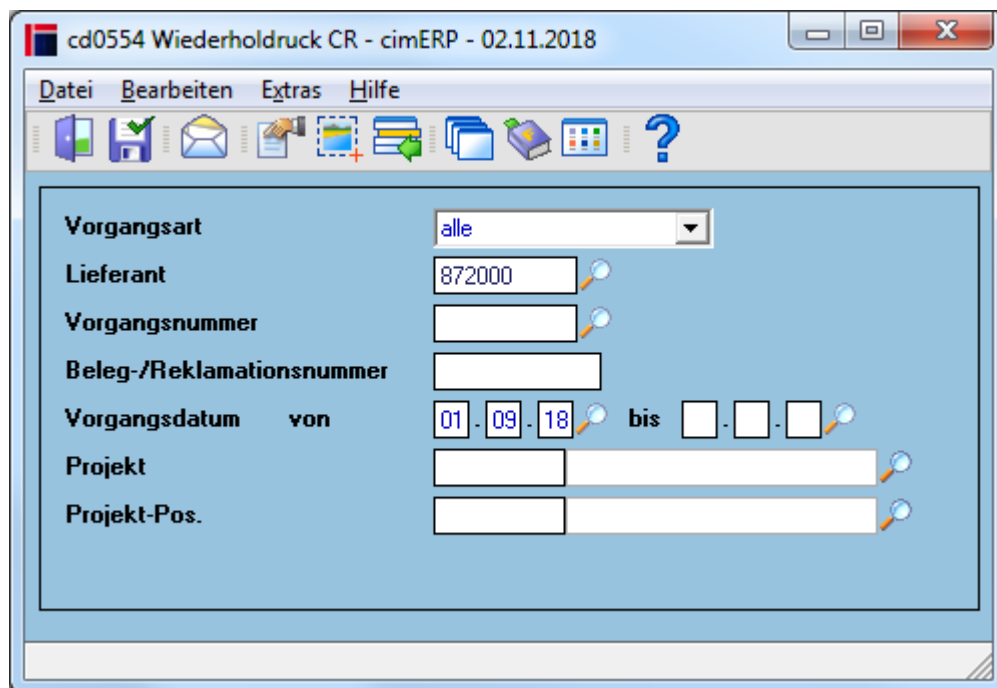 cd0554 Wiederholdruck CR - cimERP - 02.11.2018
Datei Bearbeiten Extras Hilfe
Vorgangsart alle
Lieferant 872000
Vorgangsnummer
Beleg-/Reklamationsnummer
Vorgangsdatum von 01 . 09 . 18 bis . .
Projekt
Projekt-Pos.